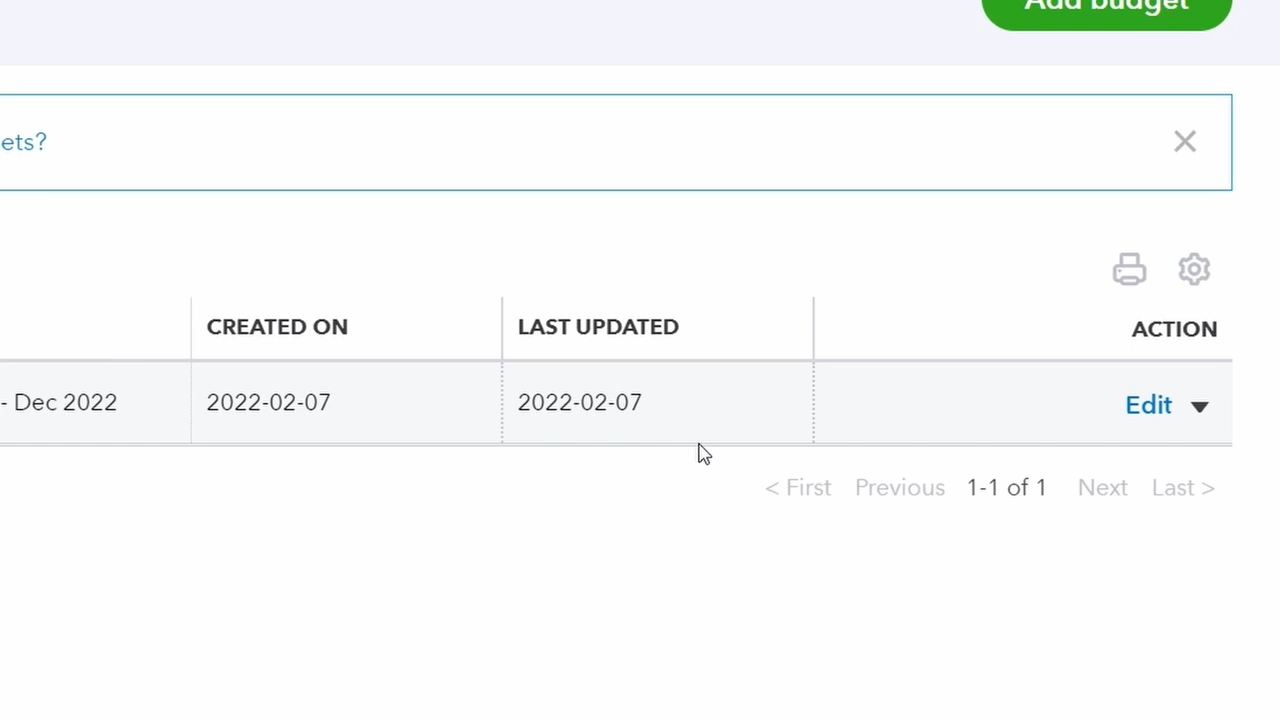 Add budget
ets?
CREATED ON LAST UPDATED ACTION
- Dec 2022 2022-02-07 2022-02-07 Edit
< First Previous 1-1 of 1 Next Last >